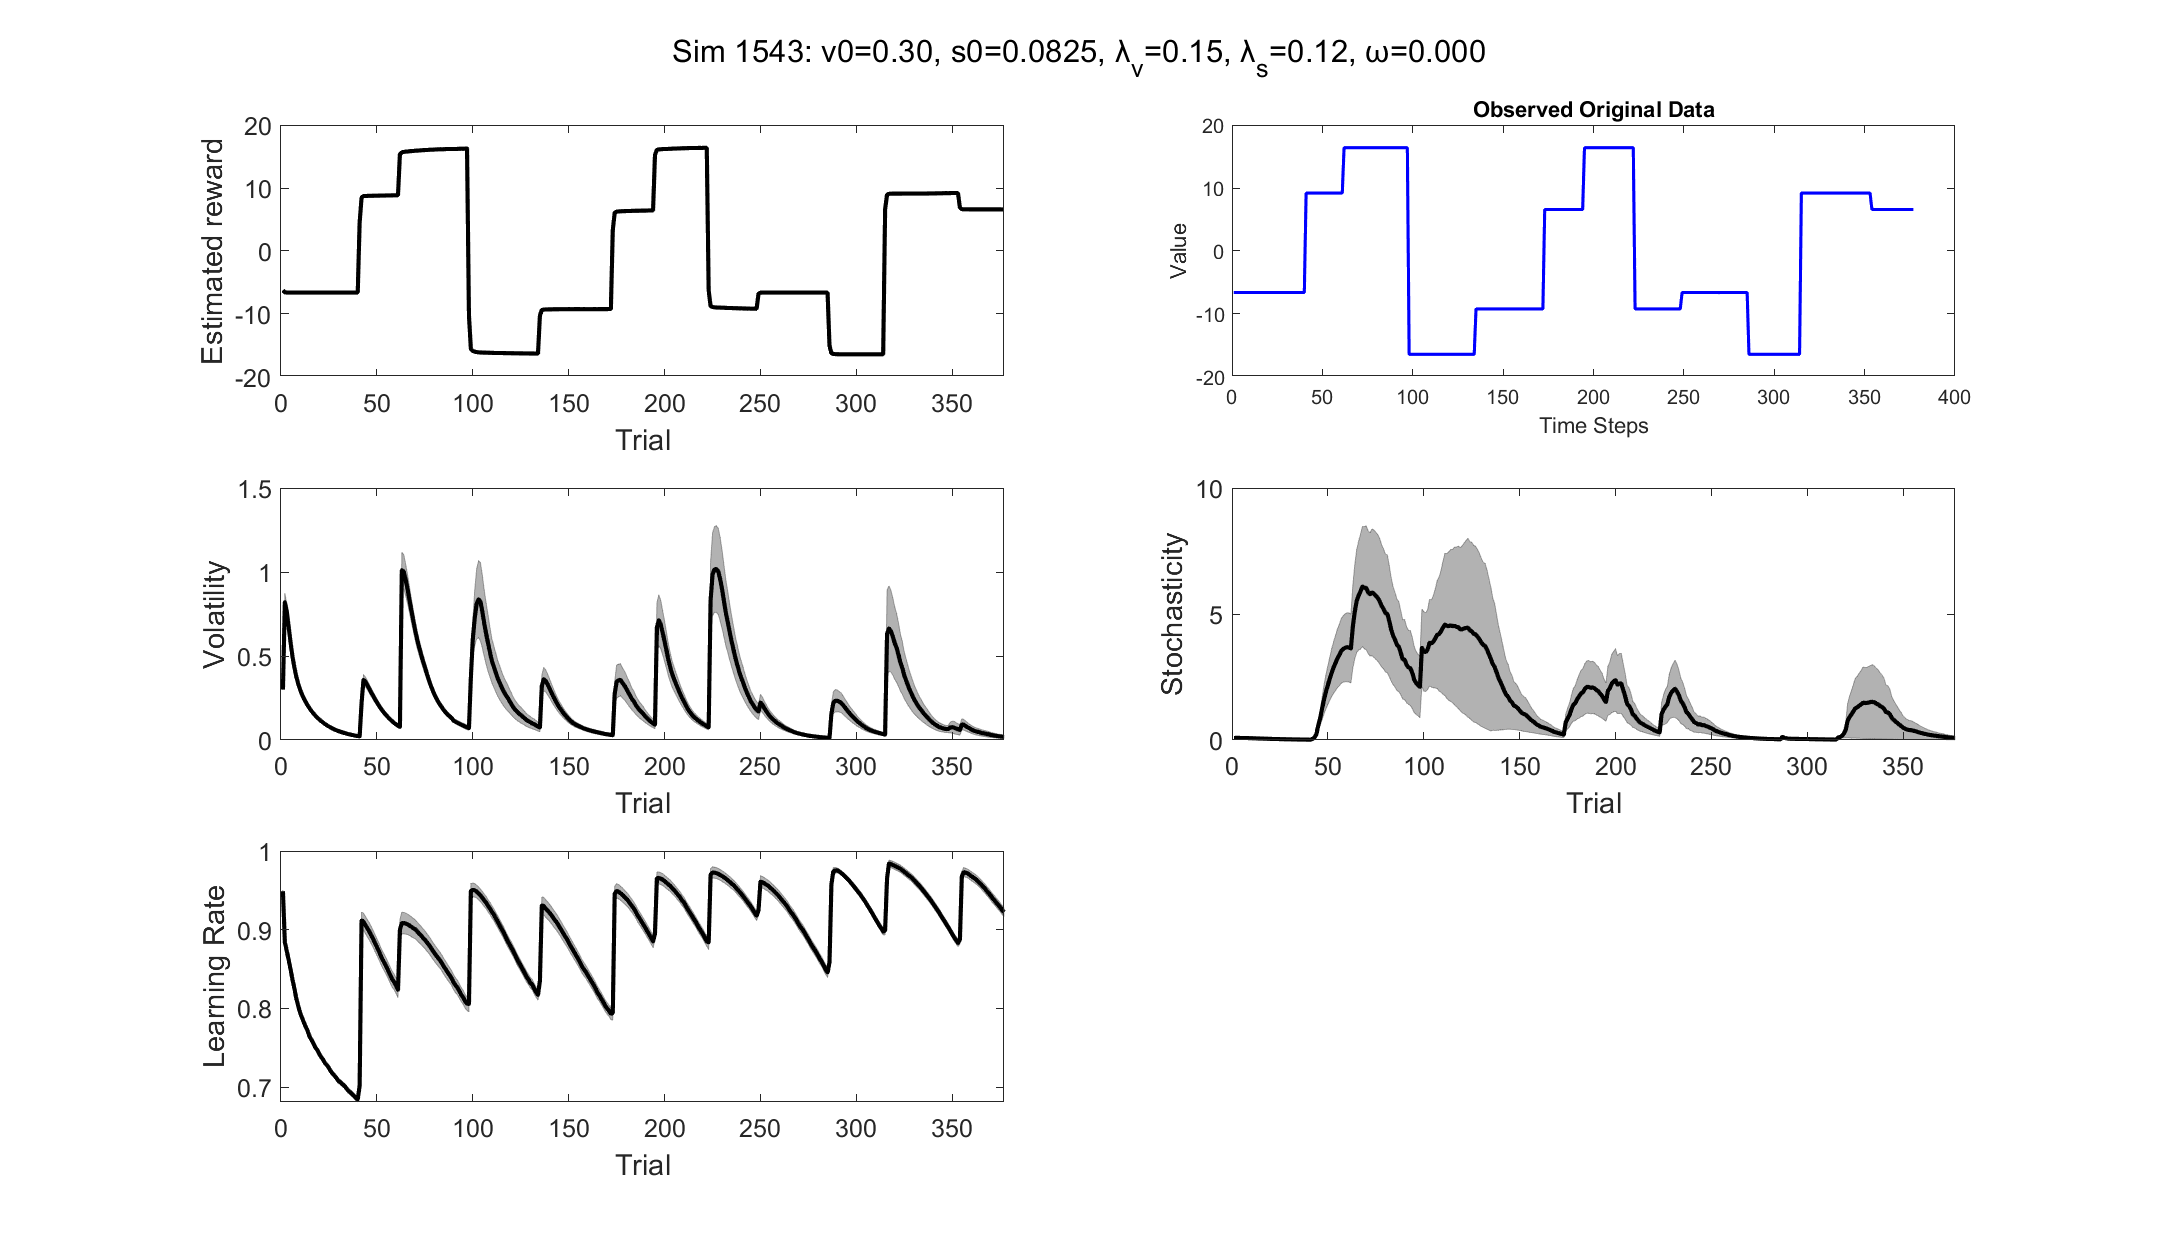 Sim 1543: v0=0.30, s0=0.0825, λ_v=0.15, λ_s=0.12, ω=0.000
Estimated reward
20
10
0
-10
-20
0 50 100 150 200 250 300 350
Trial
Observed Original Data
Value
20
10
0
-10
-20
0 50 100 150 200 250 300 350 400
Time Steps
Volatility
1.5
1
0.5
0
0 50 100 150 200 250 300 350
Trial
Stochasticity
10
5
0
0 50 100 150 200 250 300 350
Trial
Learning Rate
1
0.9
0.8
0.7
0 50 100 150 200 250 300 350
Trial